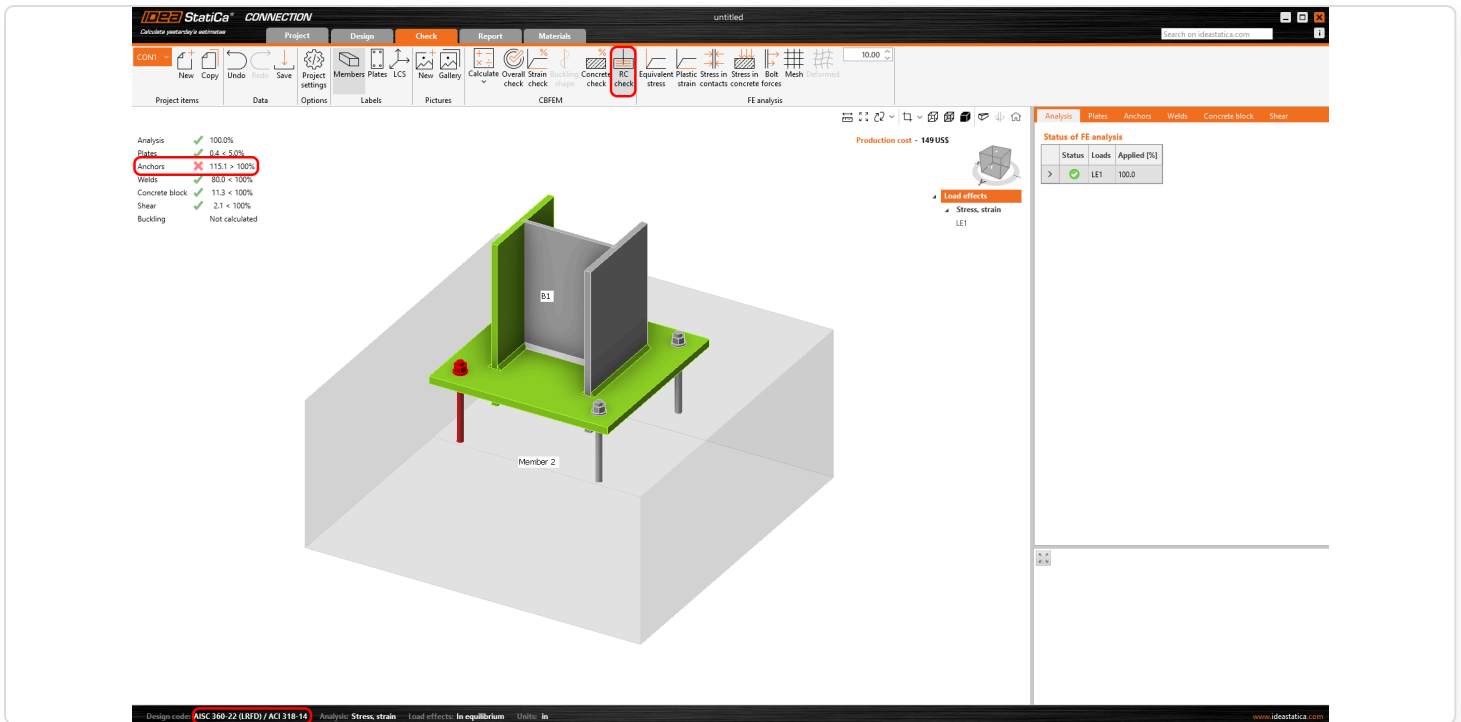 IDEA StatiCa® CONNECTION
untitled
Calculate yesterday's estimates
Project Design Check Report Materials
Search on ideastatica.com
CON1
New Copy
Undo Redo Save
Project settings
Members Plates LCS
New Gallery
Calculate
Overall check
Strain check
Buckling shape
Concrete check
RC check
Equivalent stress
Plastic strain
Stress in contacts
Stress in concrete
Bolt forces
Mesh
Deformed
10.00
Project items Data Options Labels Pictures CBFEM FE analysis
Analysis 100.0%
Plates 0.4 < 5.0%
Anchors 115.1 > 100%
Welds 80.0 < 100%
Concrete block 11.3 < 100%
Shear 2.1 < 100%
Buckling Not calculated
Production cost - 149 US$
Load effects
Stress, strain
LE1
B1
Member 2
Analysis Plates Anchors Welds Concrete block Shear
Status of FE analysis
Status Loads Applied [%]
LE1 100.0
Design code: AISC 360-22 (LRFD) / ACI 318-14 Analysis: Stress, strain Load effects: In equilibrium Units: in
www.ideastatica.com